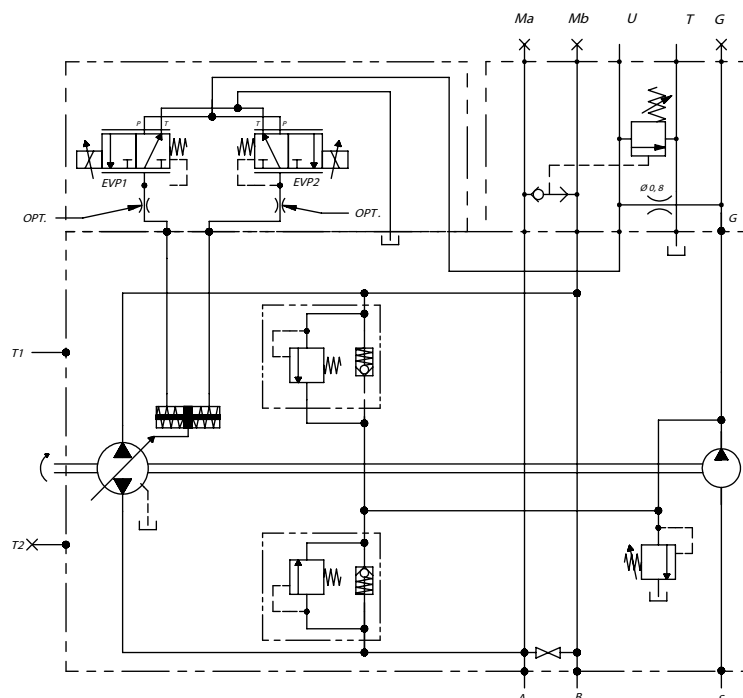 Ma Mb U T G
P T T P
EVP1 EVP2
Ø 0,8
OPT. OPT.
G
T1
T2
A B S